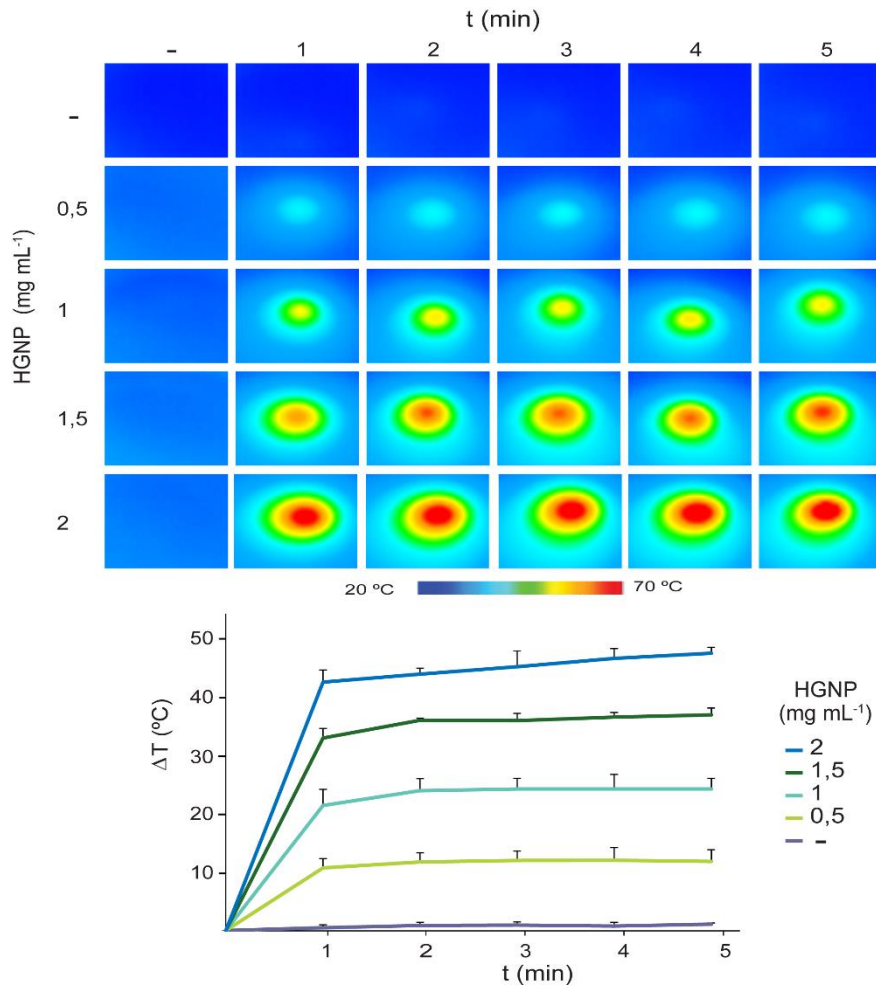 t (min)
– 1 2 3 4 5
–
0,5
1
1,5
2
HGNP (mg mL⁻¹)
20 ºC 70 ºC
50
40
30
20
10
ΔT (ºC)
1 2 3 4 5
t (min)
HGNP
(mg mL⁻¹)
2
1,5
1
0,5
–